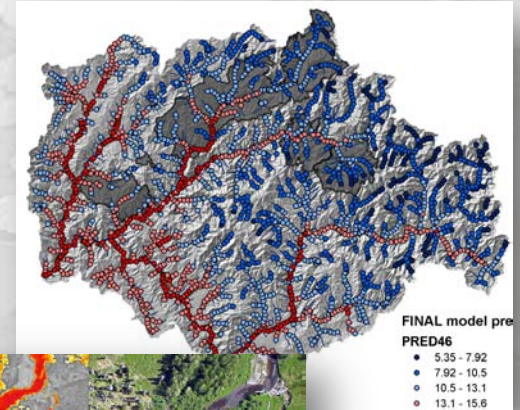 FINAL model pre
PRED46
5.35 - 7.92
7.92 - 10.5
10.5 - 13.1
13.1 - 15.6